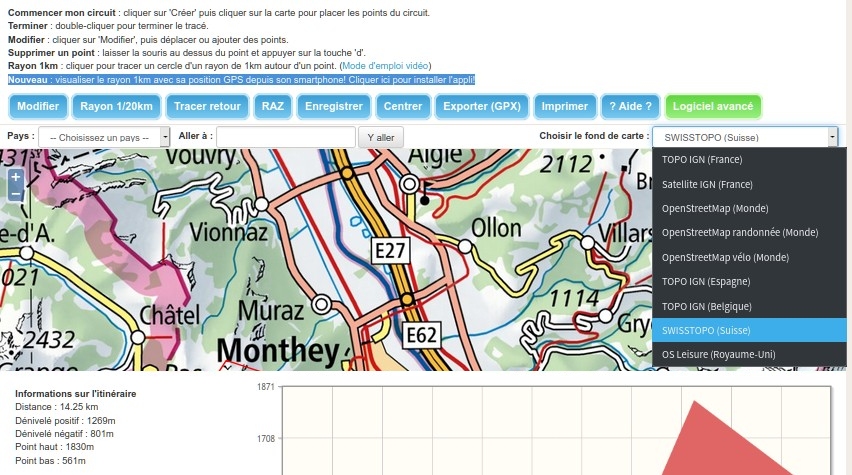 Commencer mon circuit : cliquer sur 'Créer' puis cliquer sur la carte pour placer les points du circuit.
Terminer : double-cliquer pour terminer le tracé.
Modifier : cliquer sur 'Modifier', puis déplacer ou ajouter des points.
Supprimer un point : laisser la souris au dessus du point et appuyer sur la touche 'd'.
Rayon 1km : cliquer pour tracer un cercle d'un rayon de 1km autour d'un point. (Mode d'emploi vidéo)
Nouveau : visualiser le rayon 1km avec sa position GPS depuis son smartphone! Cliquer ici pour installer l'appli!
Modifier Rayon 1/20km Tracer retour RAZ Enregistrer Centrer Exporter (GPX) Imprimer ? Aide ? Logiciel avancé
Pays : -- Choisissez un pays -- Aller à : Y aller Choisir le fond de carte : SWISSTOPO (Suisse)
TOPO IGN (France)
Satellite IGN (France)
OpenStreetMap (Monde)
OpenStreetMap randonnée (Monde)
OpenStreetMap vélo (Monde)
TOPO IGN (Espagne)
TOPO IGN (Belgique)
SWISSTOPO (Suisse)
OS Leisure (Royaume-Uni)
431 Vouvry Aigle 2112
+
−
Vionnaz Ollon Villars
e-d'A. E27
021
Châtel Muraz 1114
2432 Monthey E62 Gry
Informations sur l'itinéraire
Distance : 14.25 km
Dénivelé positif : 1269m
Dénivelé négatif : 801m
Point haut : 1830m
Point bas : 561m
1871
1708